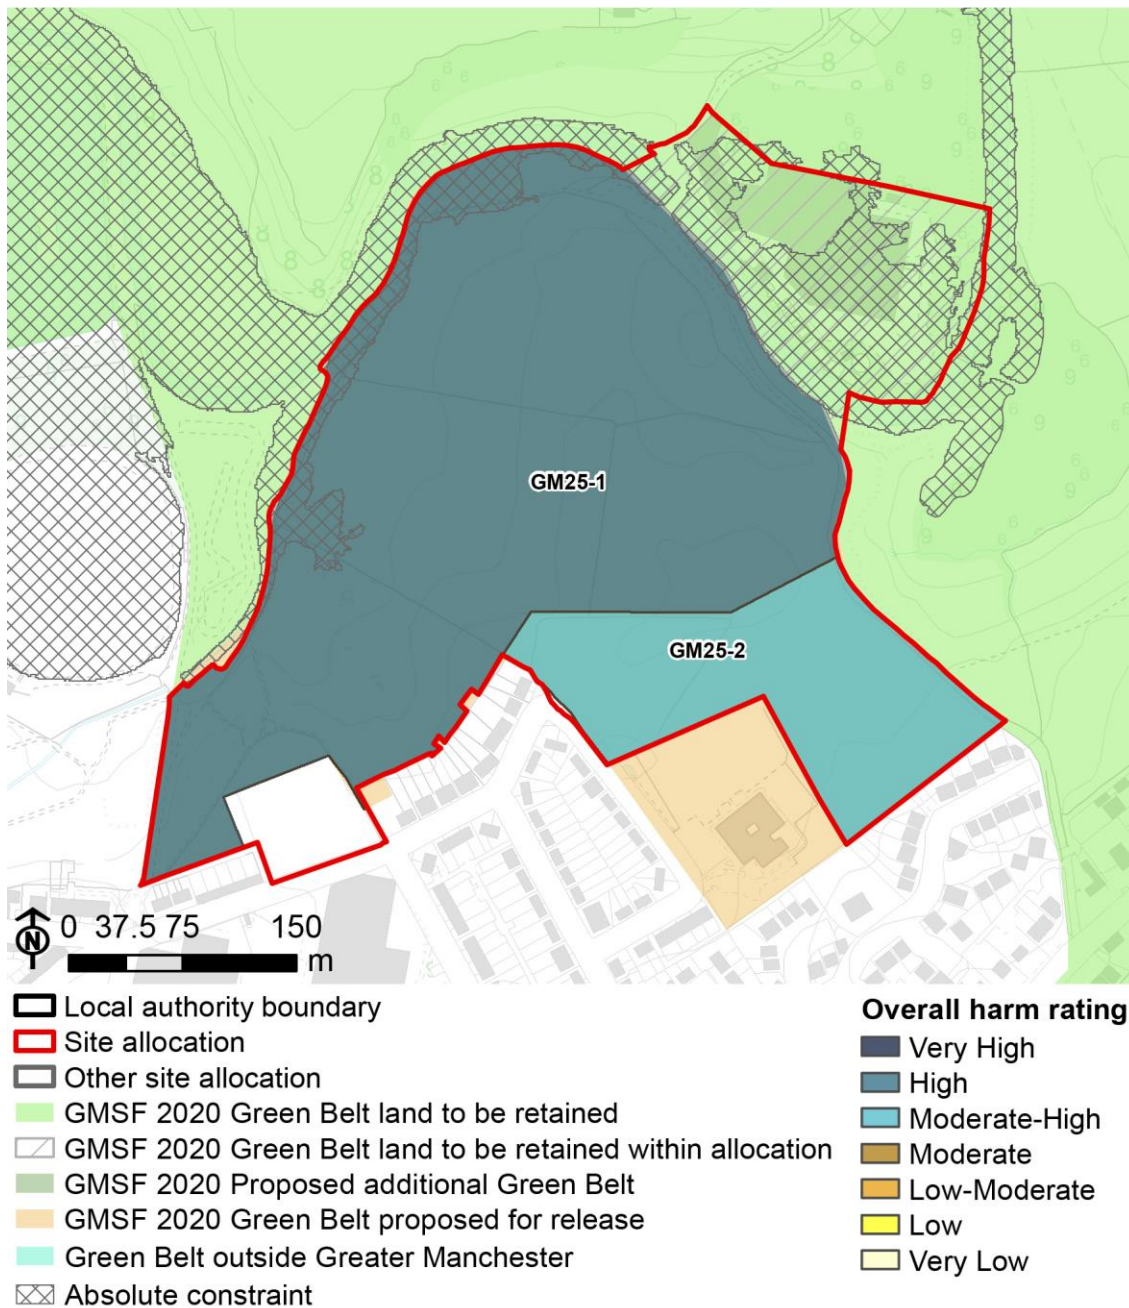 GM25-1
GM25-2
N
0 37.5 75 150
m
Local authority boundary
Site allocation
Other site allocation
GMSF 2020 Green Belt land to be retained
GMSF 2020 Green Belt land to be retained within allocation
GMSF 2020 Proposed additional Green Belt
GMSF 2020 Green Belt proposed for release
Green Belt outside Greater Manchester
Absolute constraint
Overall harm rating
Very High
High
Moderate-High
Moderate
Low-Moderate
Low
Very Low